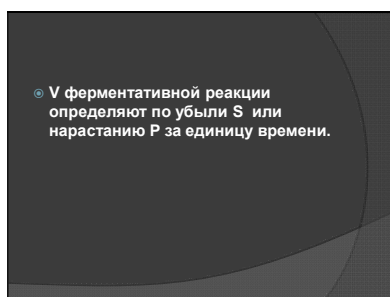 V ферментативной реакции
определяют по убыли S или
нарастанию P за единицу времени.